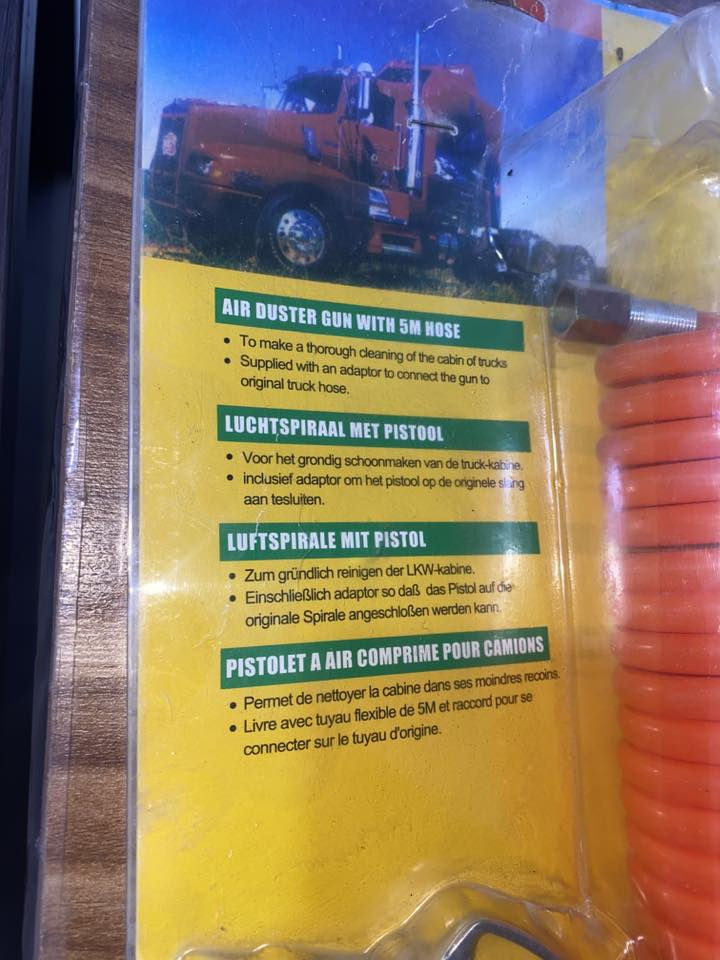 AIR DUSTER GUN WITH 5M HOSE
• To make a thorough cleaning of the cabin of trucks
• Supplied with an adaptor to connect the gun to
original truck hose.
LUCHTSPIRAAL MET PISTOOL
• Voor het grondig schoonmaken van de truck-kabine.
• inclusief adaptor om het pistool op de originele slang
aan tesluiten.
LUFTSPIRALE MIT PISTOL
• Zum gründlich reinigen der LKW-kabine.
• Einschließlich adaptor so daß das Pistol auf die
originale Spirale angeschloßen werden kann.
PISTOLET A AIR COMPRIME POUR CAMIONS
• Permet de nettoyer la cabine dans ses moindres recoins.
• Livre avec tuyau flexible de 5M et raccord pour se
connecter sur le tuyau d'origine.